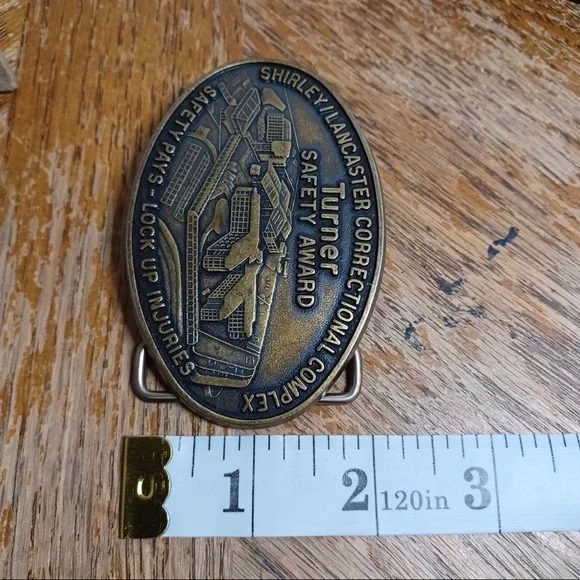 SHIRLEY/LANCASTER CORRECTIONAL COMPLEX
Turner
SAFETY AWARD
SAFETY PAYS - LOCK UP INJURIES
1 2 120in 3